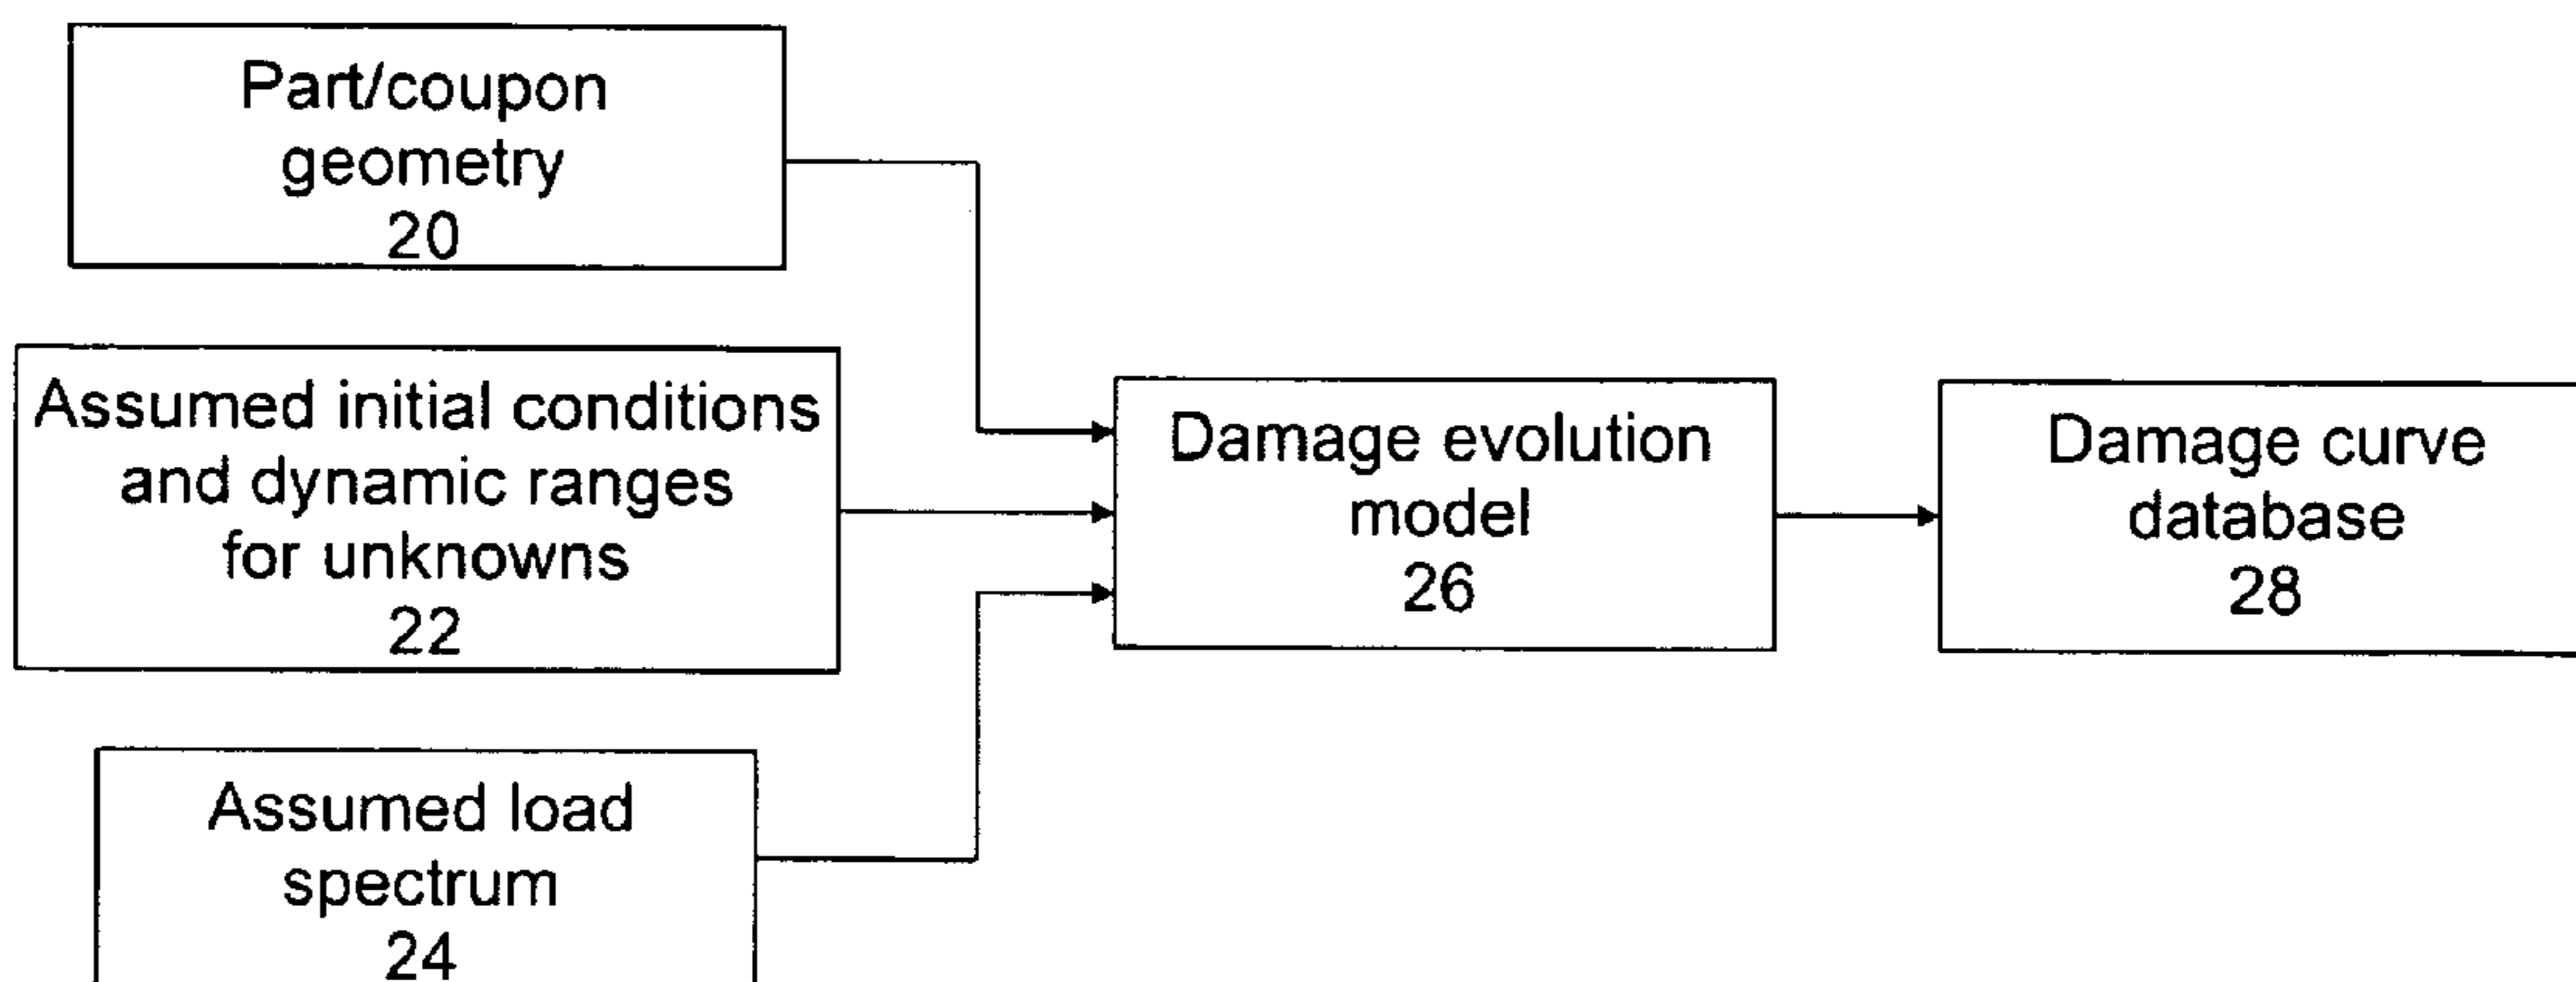 Part/coupon
geometry
20
Assumed initial conditions
and dynamic ranges
for unknowns
22
Assumed load
spectrum
24
Damage evolution
model
26
Damage curve
database
28